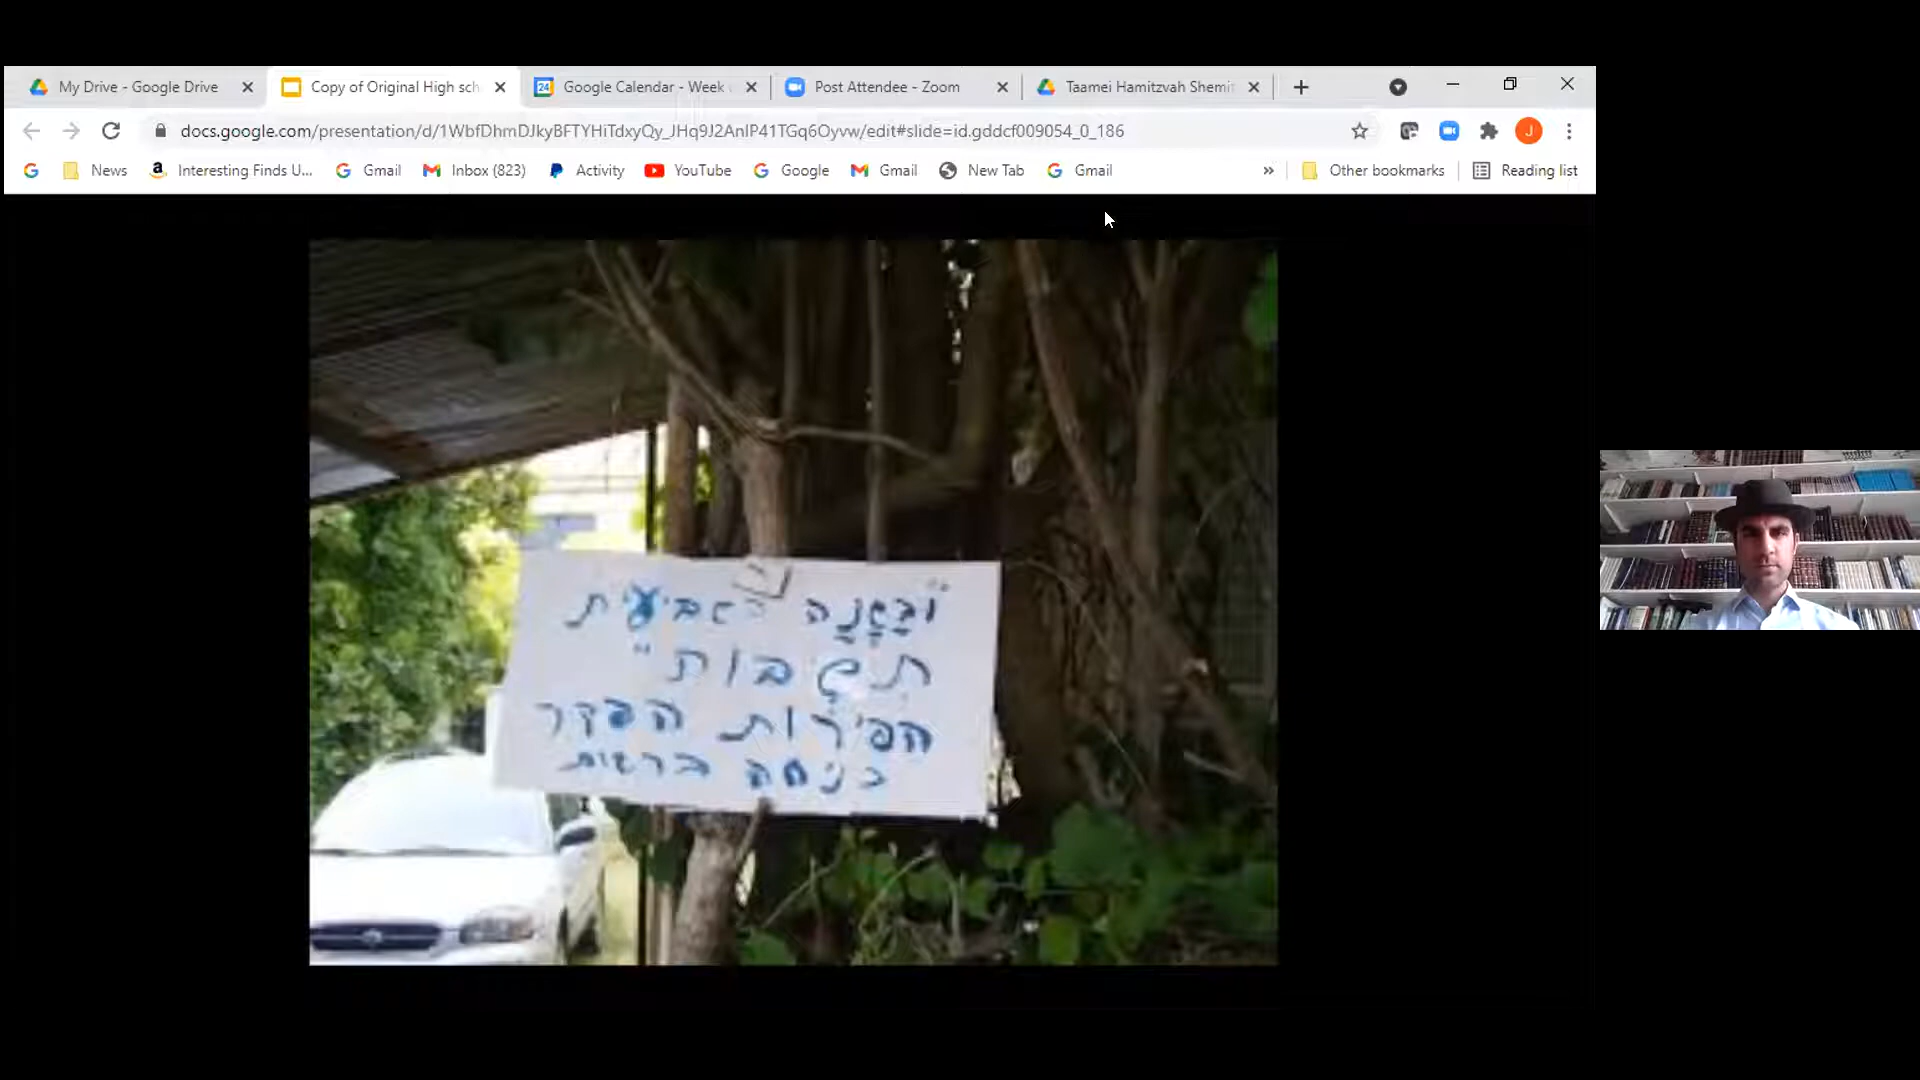 My Drive - Google Drive
Copy of Original High sch
Google Calendar - Week
Post Attendee - Zoom
Taamei Hamitzvah Shemit
docs.google.com/presentation/d/1WbfDhmDJkyBFTYHiTdxyQy_JHq9J2AnIP41TGq6Oyvw/edit#slide=id.gddcf009054_0_186
J
News Interesting Finds U... Gmail Inbox (823) Activity YouTube Google Gmail New Tab Gmail » Other bookmarks Reading list
"ובשנה השביעית
תשבות"
הפירות הפקר
כניסה ברשות